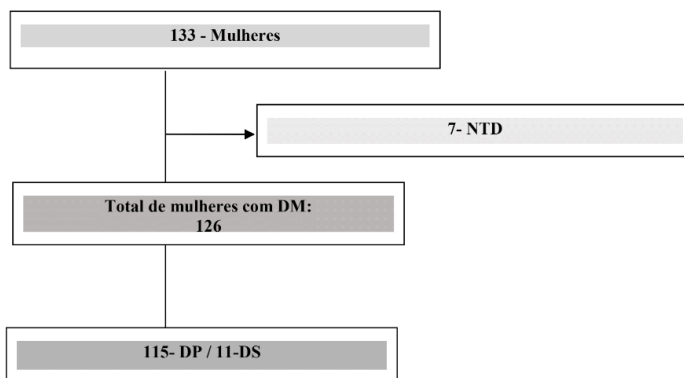 133 - Mulheres
7- NTD
Total de mulheres com DM:
126
115- DP / 11-DS